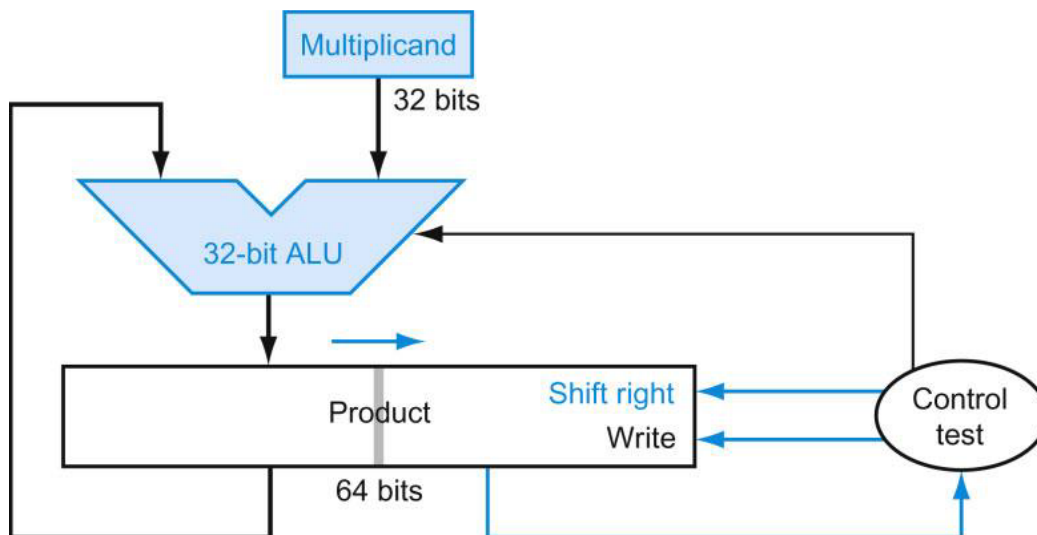 Multiplicand
32 bits
32-bit ALU
Product
Shift right
Write
64 bits
Control
test